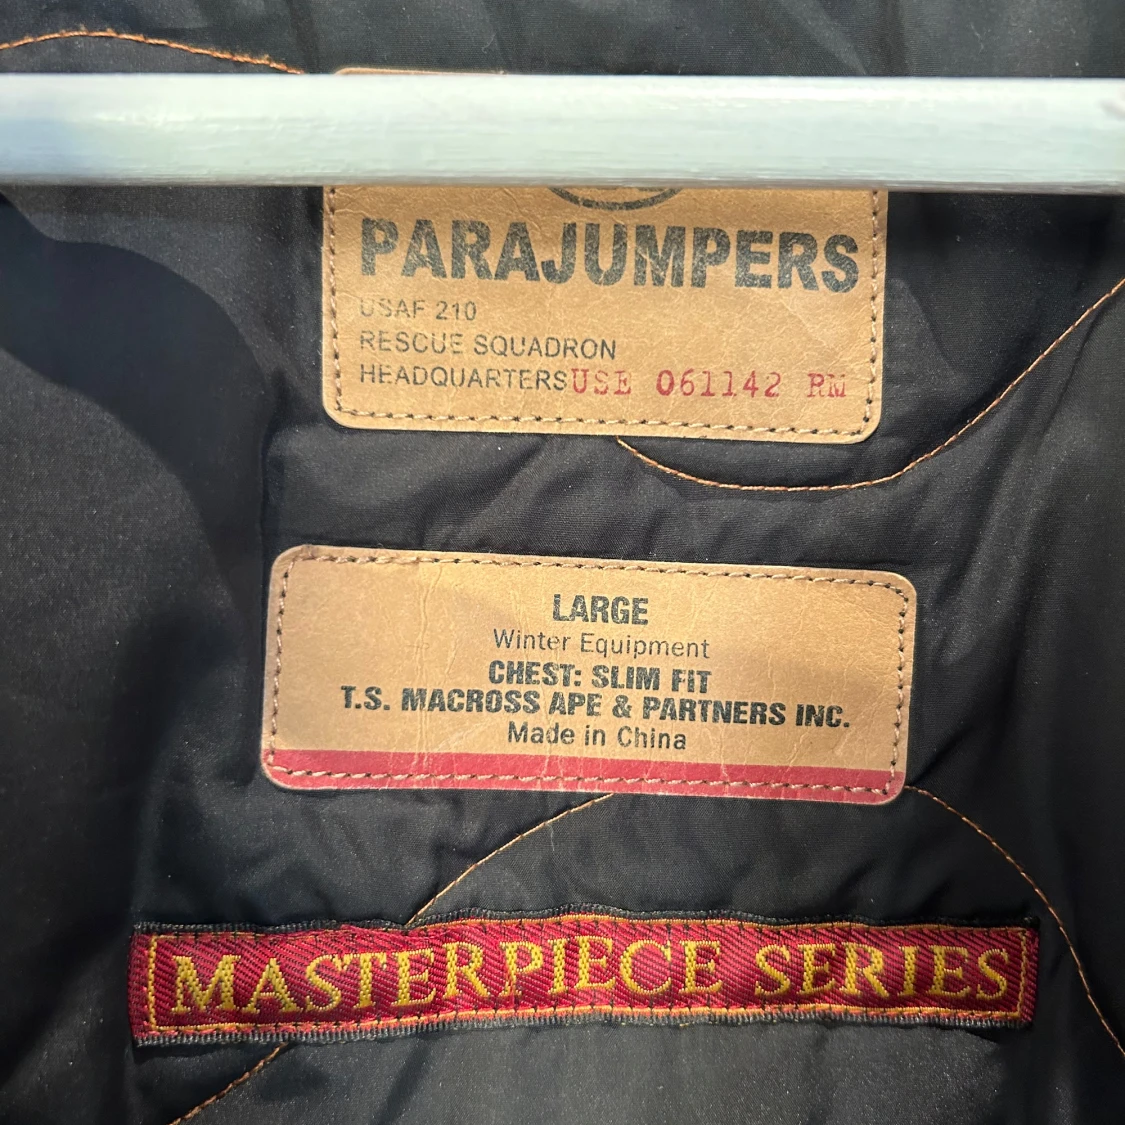 PARAJUMPERS
USAF 210
RESCUE SQUADRON
HEADQUARTERS USE 061142 RM
LARGE
Winter Equipment
CHEST: SLIM FIT
T.S. MACROSS APE & PARTNERS INC.
Made in China
MASTERPIECE SERIES